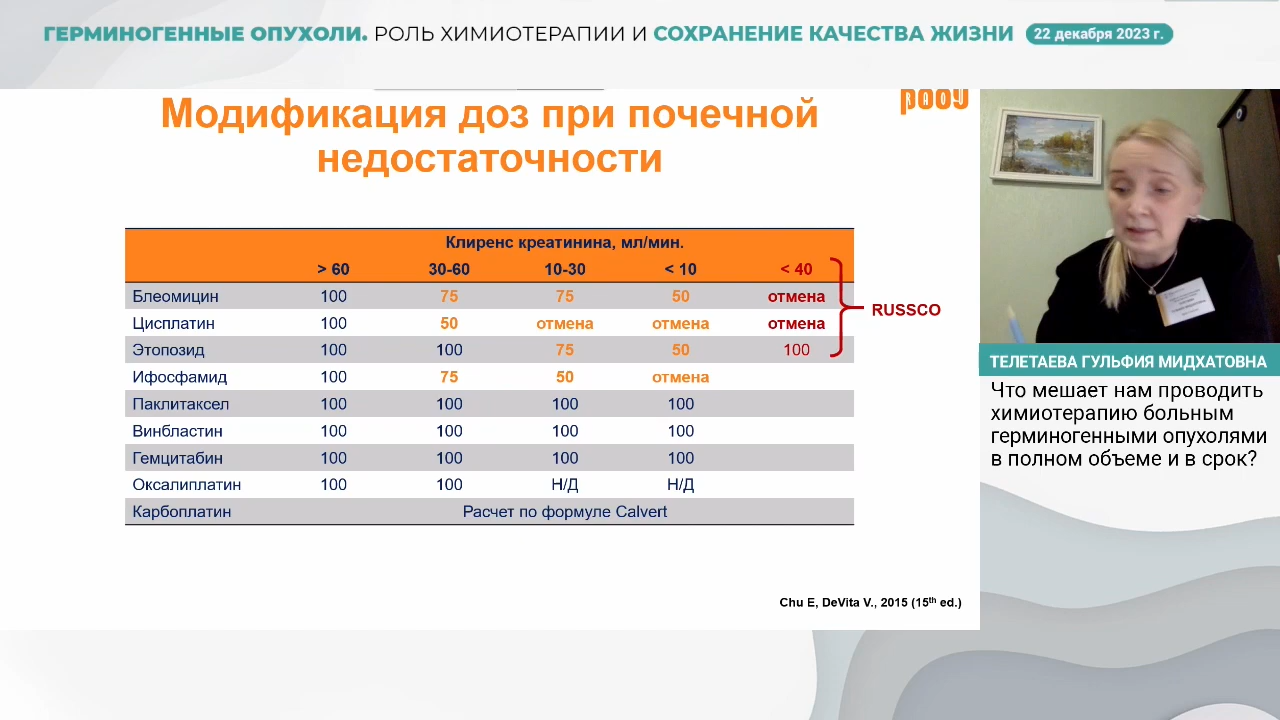 ГЕРМИНОГЕННЫЕ ОПУХОЛИ. РОЛЬ ХИМИОТЕРАПИИ И СОХРАНЕНИЕ КАЧЕСТВА ЖИЗНИ 22 декабря 2023 г.
Модификация доз при почечной
недостаточности
Клиренс креатинина, мл/мин.
> 60 30-60 10-30 < 10 < 40
Блеомицин 100 75 75 50 отмена
Цисплатин 100 50 отмена отмена отмена
Этопозид 100 100 75 50 100
Ифосфамид 100 75 50 отмена
Паклитаксел 100 100 100 100
Винбластин 100 100 100 100
Гемцитабин 100 100 100 100
Оксалиплатин 100 100 Н/Д Н/Д
Карбоплатин Расчет по формуле Calvert
RUSSCO
Chu E, DeVita V., 2015 (15th ed.)
ТЕЛЕТАЕВА ГУЛЬФИЯ МИДХАТОВНА
Что мешает нам проводить
химиотерапию больным
герминогенными опухолями
в полном объеме и в срок?